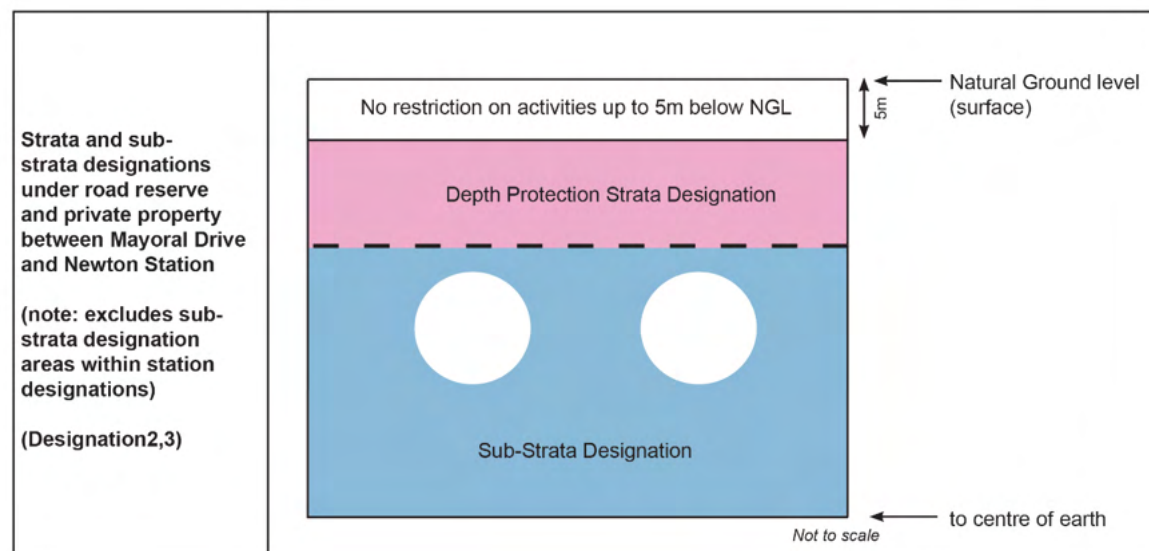 Strata and sub-
strata designations
under road reserve
and private property
between Mayoral Drive
and Newton Station
(note: excludes sub-
strata designation
areas within station
designations)
(Designation2,3)
No restriction on activities up to 5m below NGL
5m
Natural Ground level
(surface)
Depth Protection Strata Designation
Sub-Strata Designation
to centre of earth
Not to scale